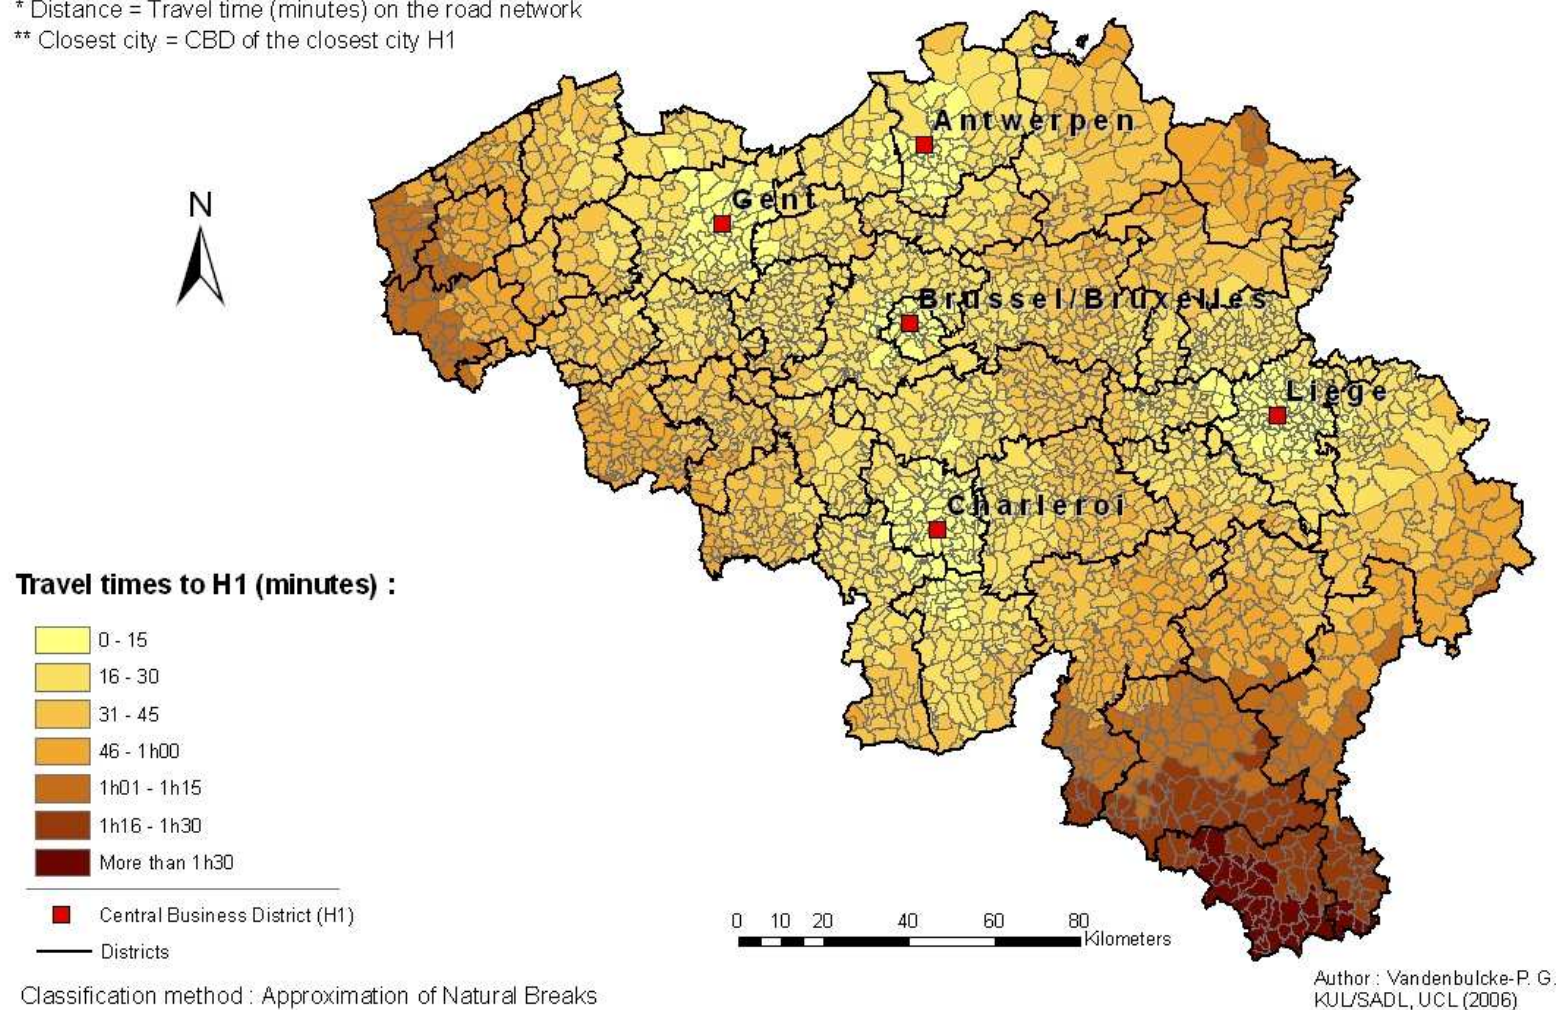 * Distance = Travel time (minutes) on the road network
** Closest city = CBD of the closest city H1
Antwerpen
N
Gent
Brussel/Bruxelles
Liège
Charleroi
Travel times to H1 (minutes) :
0 - 15
16 - 30
31 - 45
46 - 1h00
1h01 - 1h15
1h16 - 1h30
More than 1h30
Central Business District (H1)
Districts
0 10 20 40 60 80
Kilometers
Classification method : Approximation of Natural Breaks
Author : Vandenbulcke-P. G.
KUL/SADL, UCL (2006)